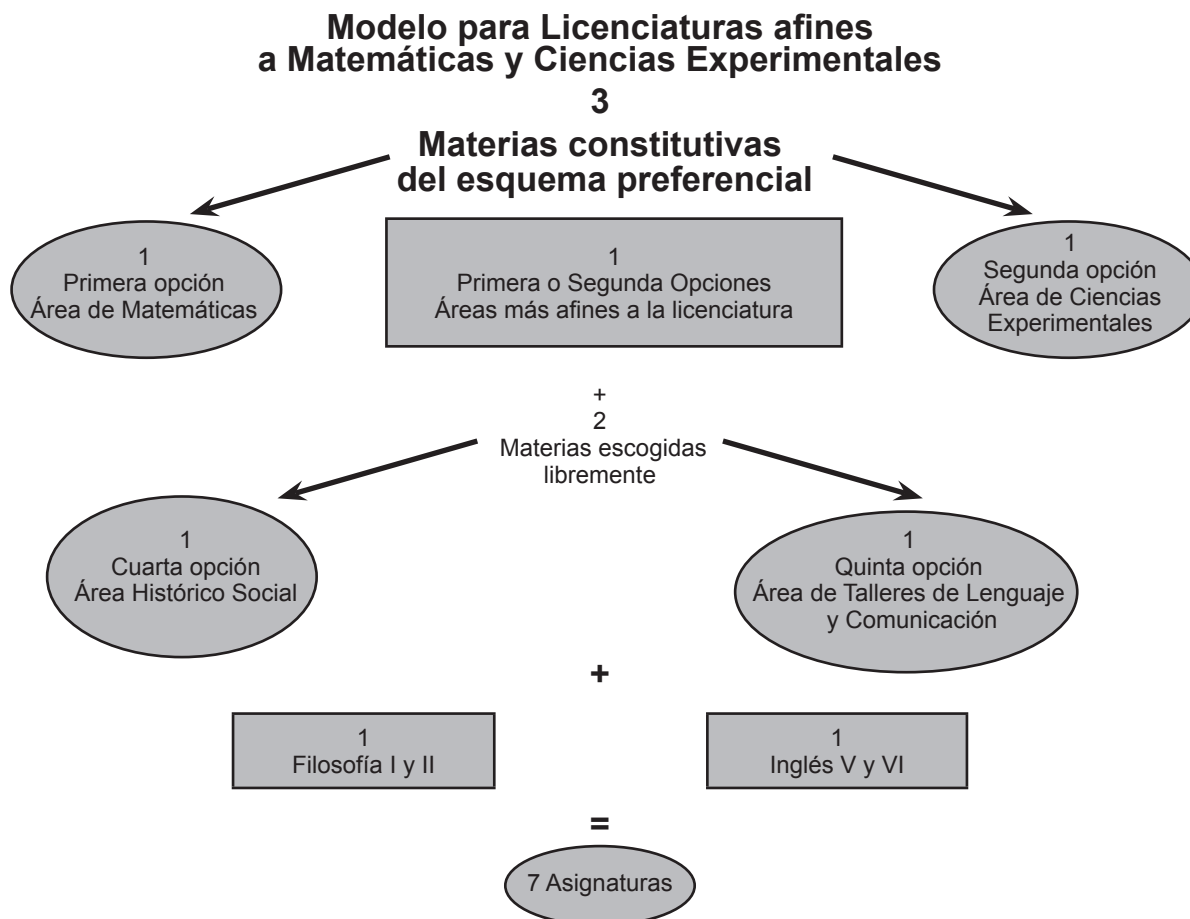 Modelo para Licenciaturas afines
a Matemáticas y Ciencias Experimentales
3
Materias constitutivas
del esquema preferencial
1
Primera opción
Área de Matemáticas
1
Primera o Segunda Opciones
Áreas más afines a la licenciatura
1
Segunda opción
Área de Ciencias
Experimentales
+
2
Materias escogidas
libremente
1
Cuarta opción
Área Histórico Social
1
Quinta opción
Área de Talleres de Lenguaje
y Comunicación
+
1
Filosofía I y II
1
Inglés V y VI
=
7 Asignaturas